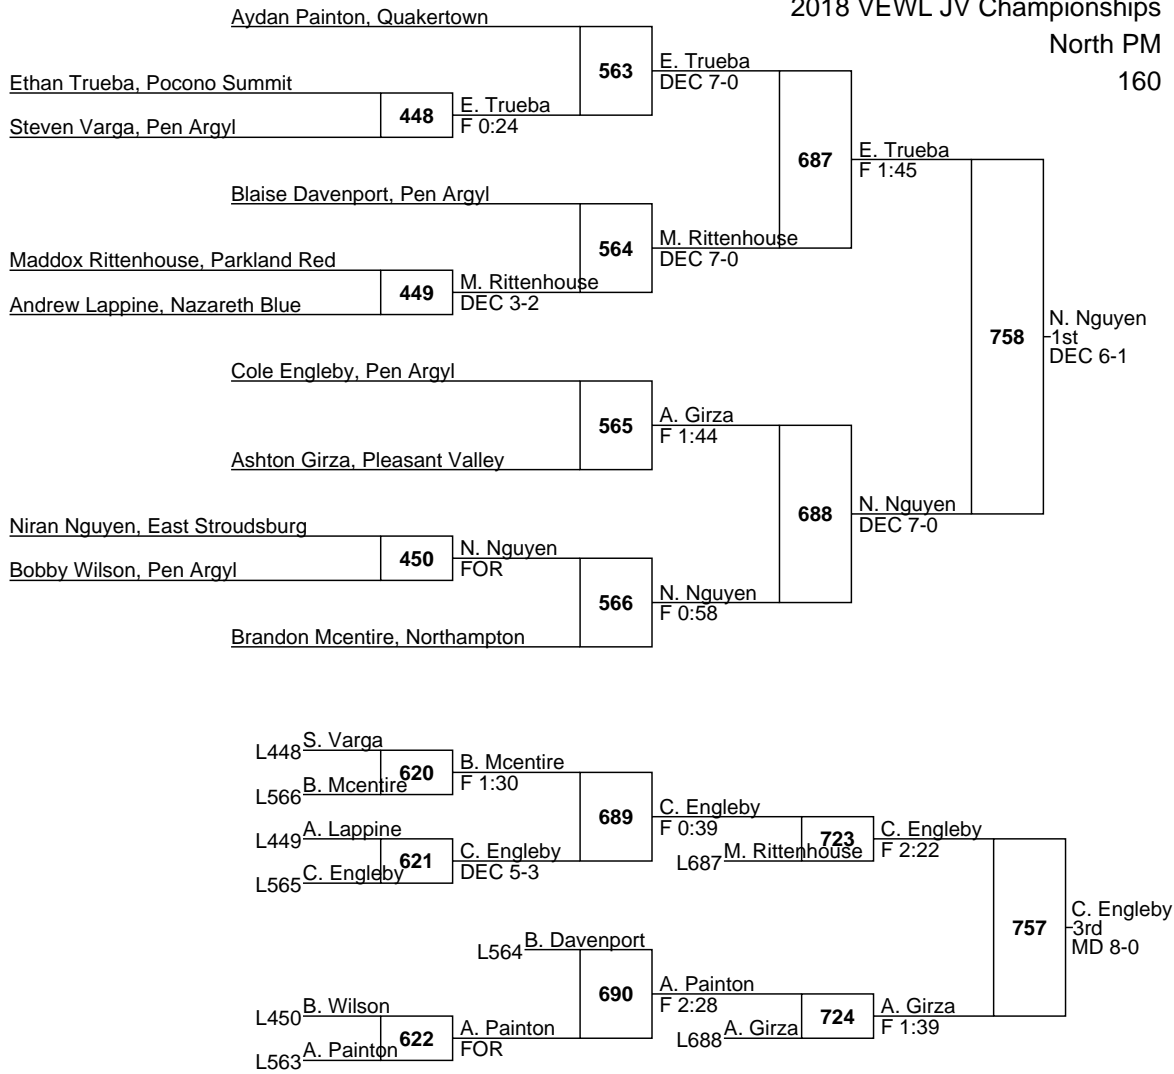 2018 VEWL JV Championships
North PM
160
Aydan Painton, Quakertown
563
E. Trueba
DEC 7-0
Ethan Trueba, Pocono Summit
448
E. Trueba
F 0:24
Steven Varga, Pen Argyl
687
E. Trueba
F 1:45
Blaise Davenport, Pen Argyl
564
M. Rittenhouse
DEC 7-0
Maddox Rittenhouse, Parkland Red
449
M. Rittenhouse
DEC 3-2
Andrew Lappine, Nazareth Blue
758
N. Nguyen
1st
DEC 6-1
Cole Engleby, Pen Argyl
565
A. Girza
F 1:44
Ashton Girza, Pleasant Valley
688
N. Nguyen
DEC 7-0
Niran Nguyen, East Stroudsburg
450
N. Nguyen
FOR
Bobby Wilson, Pen Argyl
566
N. Nguyen
F 0:58
Brandon Mcentire, Northampton
L448 S. Varga
620
B. Mcentire
F 1:30
L566 B. Mcentire
689
C. Engleby
F 0:39
L449 A. Lappine
621
C. Engleby
DEC 5-3
L565 C. Engleby
723
C. Engleby
F 2:22
L687 M. Rittenhouse
757
C. Engleby
3rd
MD 8-0
L564 B. Davenport
690
A. Painton
F 2:28
L450 B. Wilson
622
A. Painton
FOR
L563 A. Painton
724
A. Girza
F 1:39
L688 A. Girza